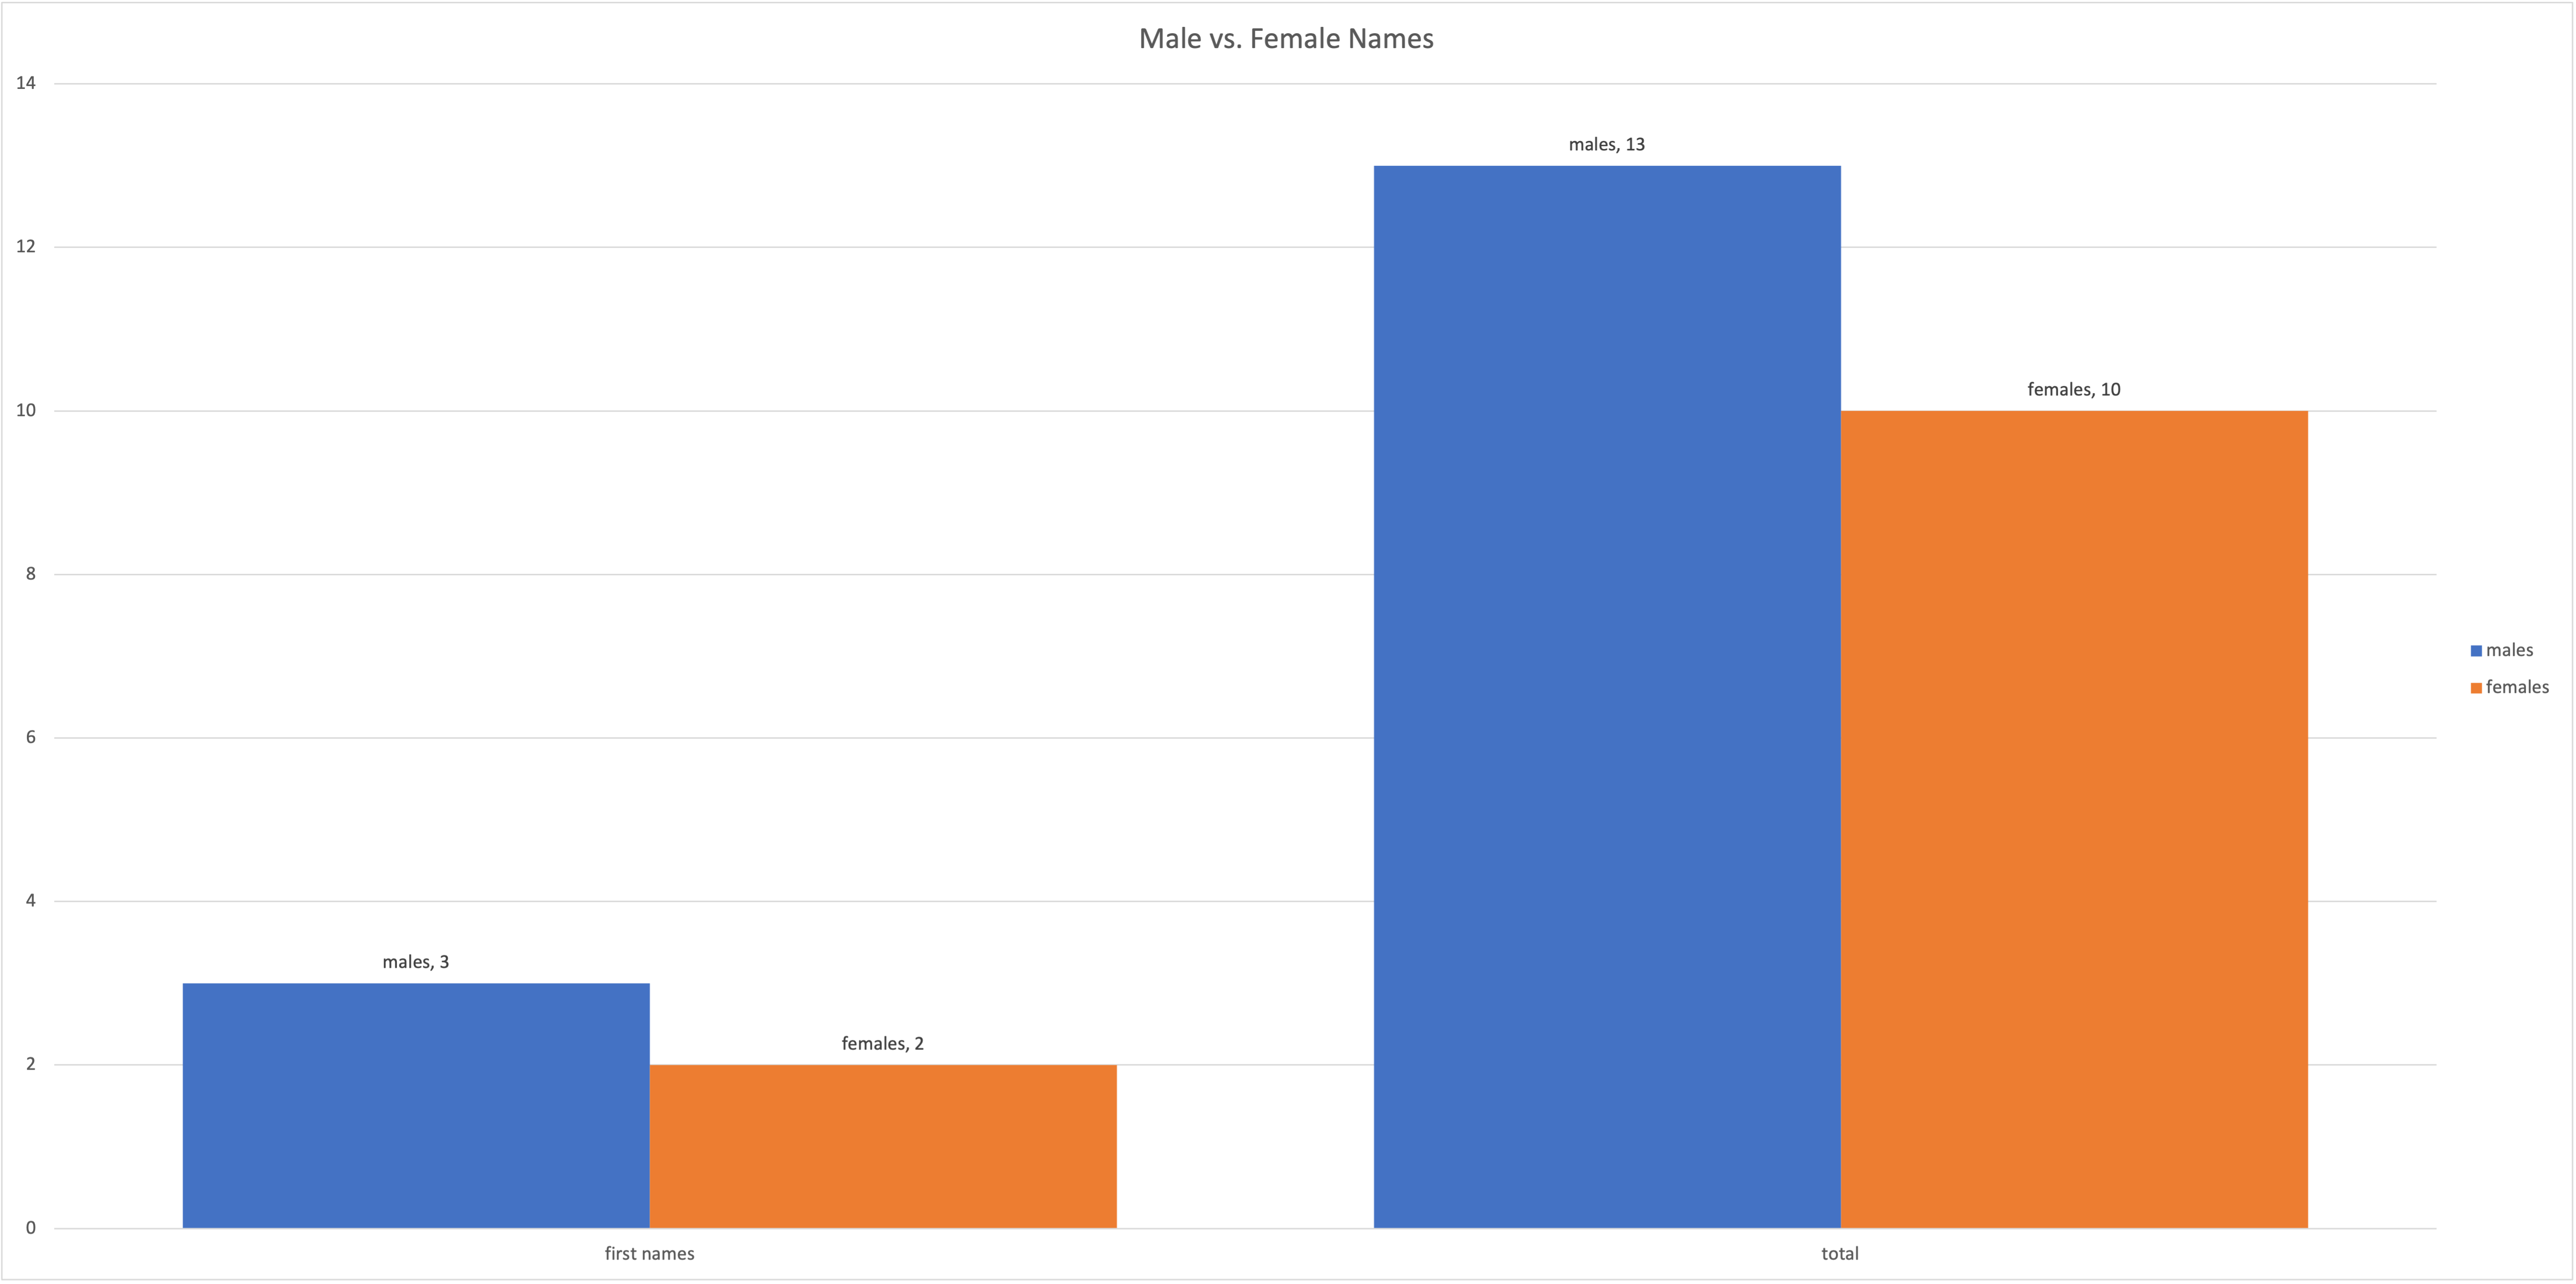 Male vs. Female Names
14
12
10
8
6
4
2
0
males, 3
females, 2
males, 13
females, 10
first names
total
males
females